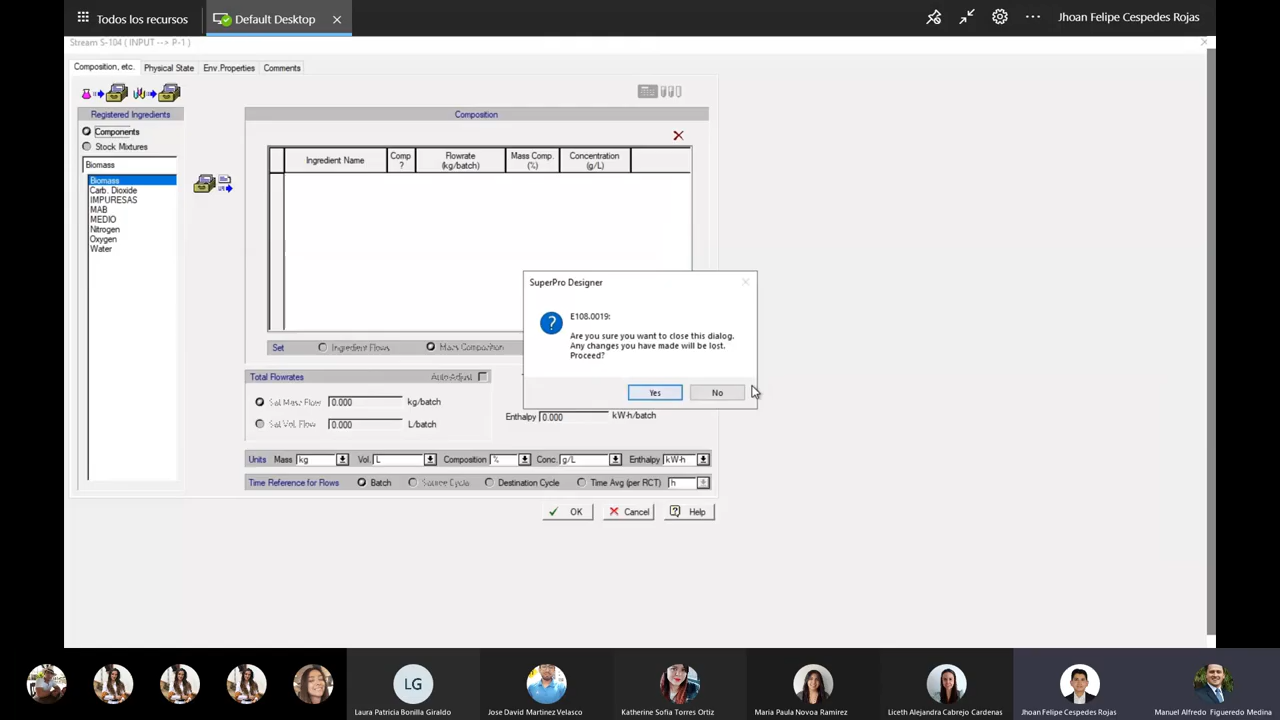 Todos los recursos
Default Desktop
Jhoan Felipe Cespedes Rojas
Stream S-104 ( INPUT --> P-1 )
Composition, etc.
Physical State
Env.Properties
Comments
Registered Ingredients
Components
Stock Mixtures
Biomass
Biomass
Carb. Dioxide
IMPURESAS
MAB
MEDIO
Nitrogen
Oxygen
Water
Composition
Ingredient Name
Comp ?
Flowrate (kg/batch)
Mass Comp. (%)
Concentration (g/L)
SuperPro Designer
E108.0019:
Are you sure you want to close this dialog.
Any changes you have made will be lost.
Proceed?
Yes
No
Set
Ingredient Flows
Mass Composition
Total Flowrates
Auto-Adjust
Set Mass Flow
0.000
kg/batch
Set Vol. Flow
0.000
L/batch
Enthalpy
0.000
kW-h/batch
Units
Mass
kg
Vol.
L
Composition
%
Conc.
g/L
Enthalpy
kW-h
Time Reference for Flows
Batch
Source Cycle
Destination Cycle
Time Avg (per RCT)
h
OK
Cancel
Help
LG
Laura Patricia Bonilla Giraldo
Jose David Martinez Velasco
Katherine Sofia Torres Ortiz
Maria Paula Novoa Ramirez
Liceth Alejandra Cabrejo Cardenas
Jhoan Felipe Cespedes Rojas
Manuel Alfredo Figueredo Medina